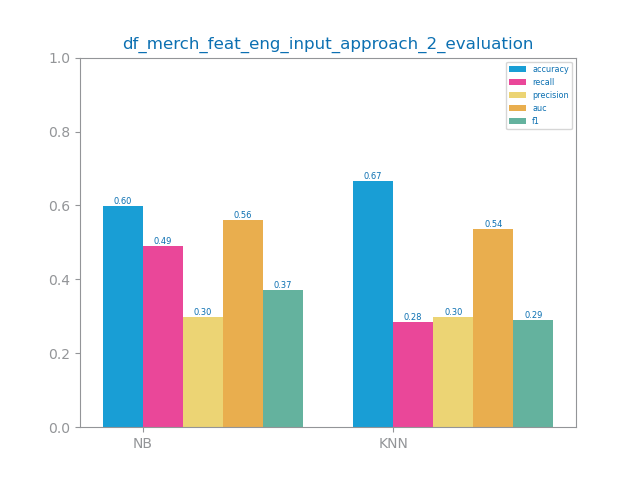 df_merch_feat_eng_input_approach_2_evaluation
1.0
0.8
0.6
0.4
0.2
0.0
accuracy
recall
precision
auc
f1
0.60
0.49
0.30
0.56
0.37
0.67
0.28
0.30
0.54
0.29
NB
KNN